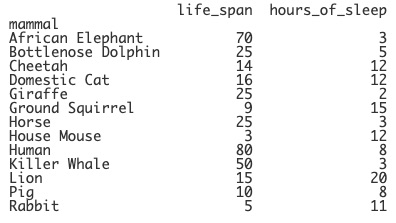 life_span hours_of_sleep
mammal
African Elephant 70 3
Bottlenose Dolphin 25 5
Cheetah 14 12
Domestic Cat 16 12
Giraffe 25 2
Ground Squirrel 9 15
Horse 25 3
House Mouse 3 12
Human 80 8
Killer Whale 50 3
Lion 15 20
Pig 10 8
Rabbit 5 11